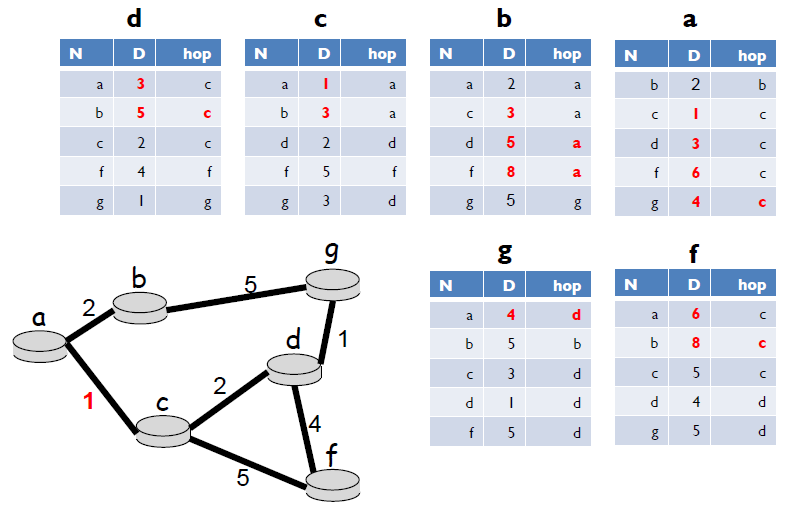 d
N D hop
a 3 c
b 5 c
c 2 c
f 4 f
g 1 g
c
N D hop
a 1 a
b 3 a
d 2 d
f 5 f
g 3 d
b
N D hop
a 2 a
c 3 a
d 5 a
f 8 a
g 5 g
a
N D hop
b 2 b
c 1 c
d 3 c
f 6 c
g 4 c
g
b
5
2
a
d
1
1
2
c
4
f
5
g
N D hop
a 4 d
b 5 b
c 3 d
d 1 d
f 5 d
f
N D hop
a 6 c
b 8 c
c 5 c
d 4 d
g 5 d